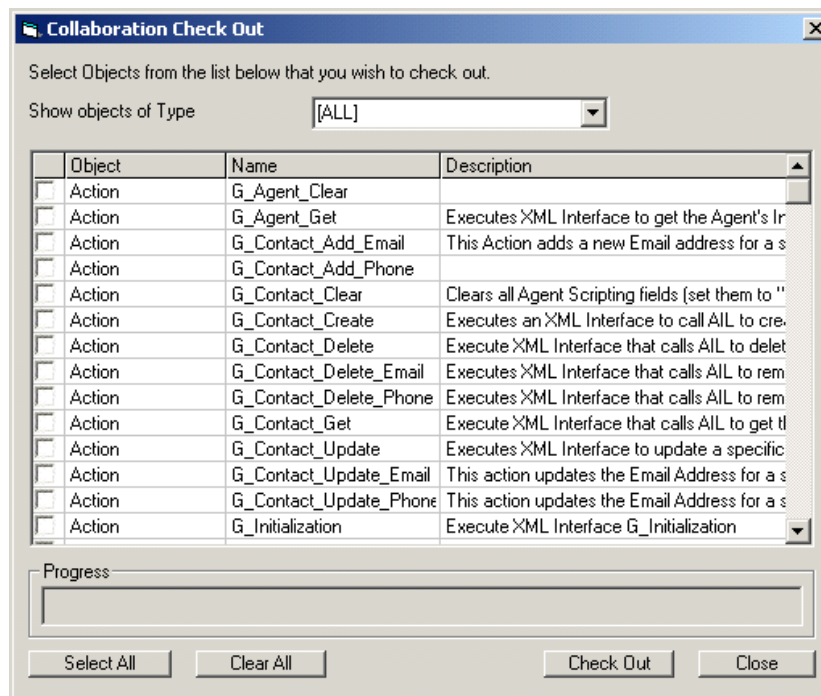 Collaboration Check Out
Select Objects from the list below that you wish to check out.
Show objects of Type [ALL]
Object Name Description
Action G_Agent_Clear
Action G_Agent_Get Executes XML Interface to get the Agent's
Action G_Contact_Add_Email This Action adds a new Email address for a s
Action G_Contact_Add_Phone
Action G_Contact_Clear Clears all Agent Scripting fields (set them to "
Action G_Contact_Create Executes an XML Interface to call AIL to cre
Action G_Contact_Delete Execute XML Interface that calls AIL to delet
Action G_Contact_Delete_Email Executes XML Interface that calls AIL to rem
Action G_Contact_Delete_Phone Executes XML Interface that calls AIL to rem
Action G_Contact_Get Execute XML Interface that calls AIL to get
Action G_Contact_Update Executes XML Interface to update a specific
Action G_Contact_Update_Email This action updates the Email Address for a s
Action G_Contact_Update_Phone This action updates the Email Address for a s
Action G_Initialization Execute XML Interface G_Initialization
Progress
Select All Clear All Check Out Close